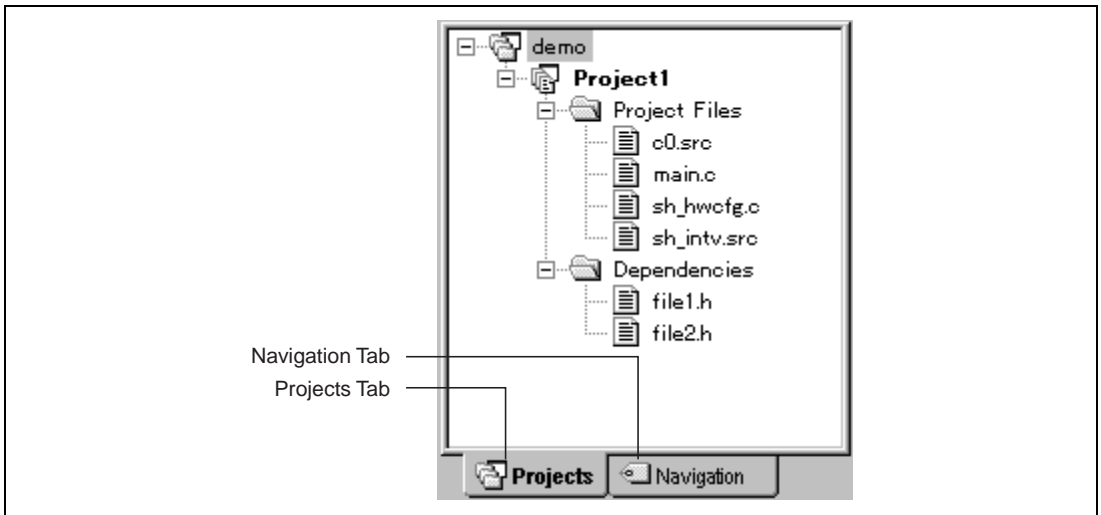 demo
Project1
Project Files
c0.src
main.c
sh_hwcfg.c
sh_intv.src
Dependencies
file1.h
file2.h
Navigation Tab
Projects Tab
Projects
Navigation